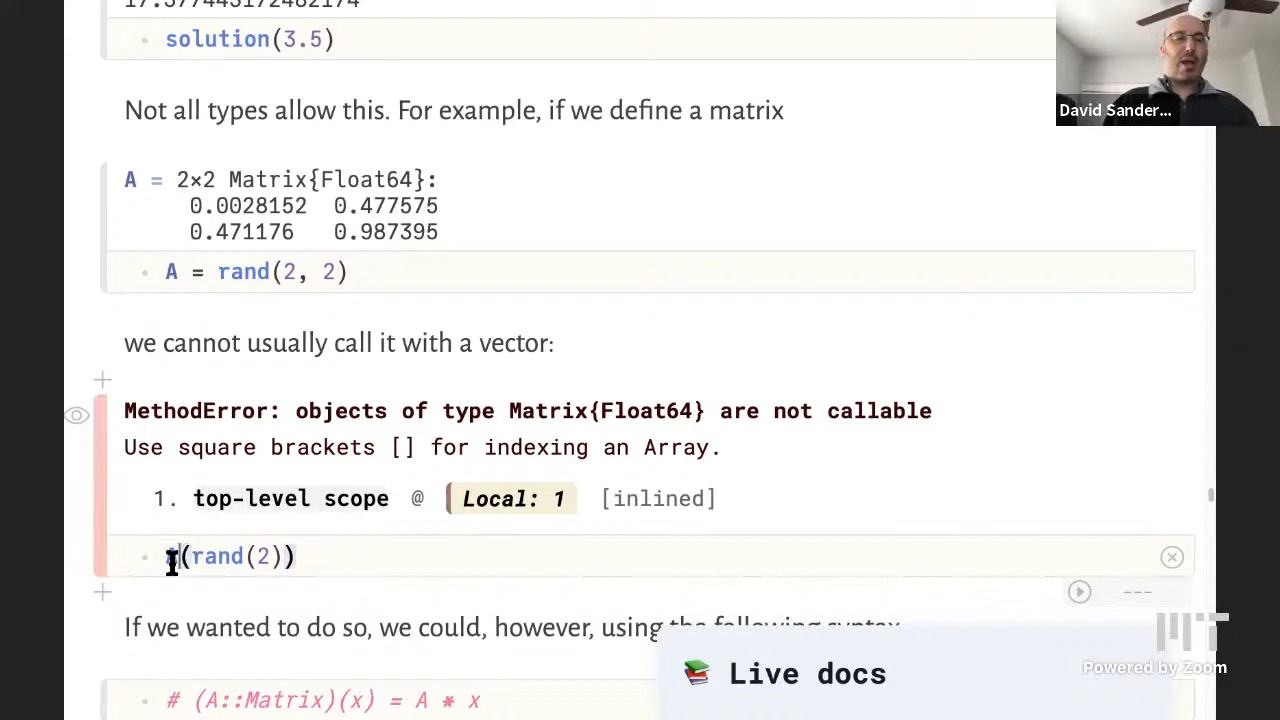 17.577443172482174
solution(3.5)
David Sander...
Not all types allow this. For example, if we define a matrix
A = 2×2 Matrix{Float64}:
0.0028152 0.477575
0.471176 0.987395
A = rand(2, 2)
we cannot usually call it with a vector:
MethodError: objects of type Matrix{Float64} are not callable
Use square brackets [] for indexing an Array.
1. top-level scope @ Local: 1 [inlined]
A(rand(2))
---
If we wanted to do so, we could, however, using the following syntax
MIT
Powered by Zoom
Live docs
# (A::Matrix)(x) = A * x